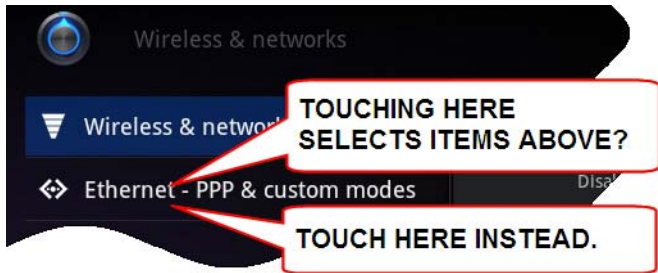 Wireless & networks
Wireless & networ
TOUCHING HERE
SELECTS ITEMS ABOVE?
Ethernet - PPP & custom modes
Disa
TOUCH HERE INSTEAD.